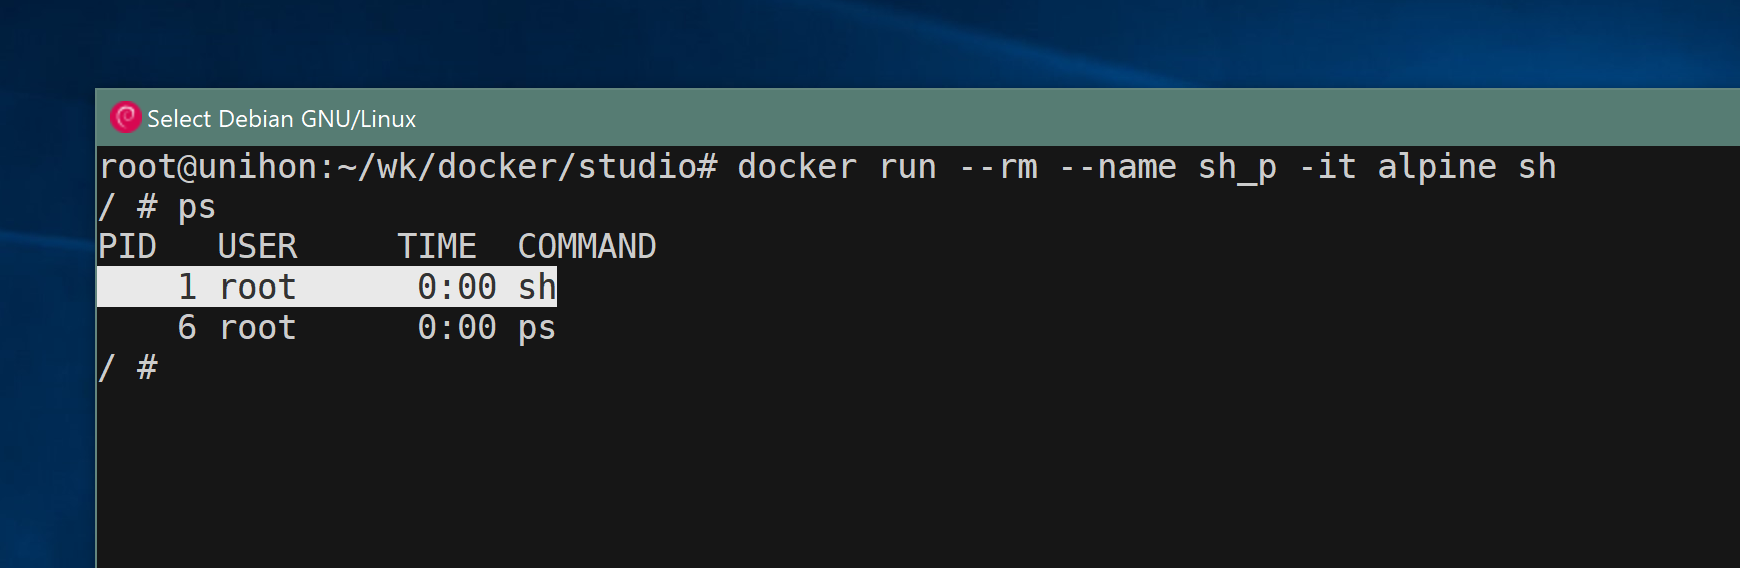 Select Debian GNU/Linux
root@unihon:~/wk/docker/studio# docker run --rm --name sh_p -it alpine sh
/ # ps
PID   USER     TIME  COMMAND
    1 root      0:00 sh
    6 root      0:00 ps
/ #